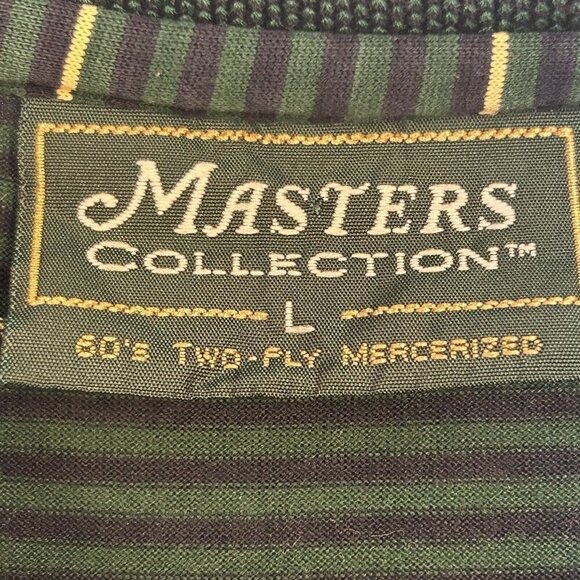 MASTERS
COLLECTION™
L
60's TWO-PLY MERCERIZED